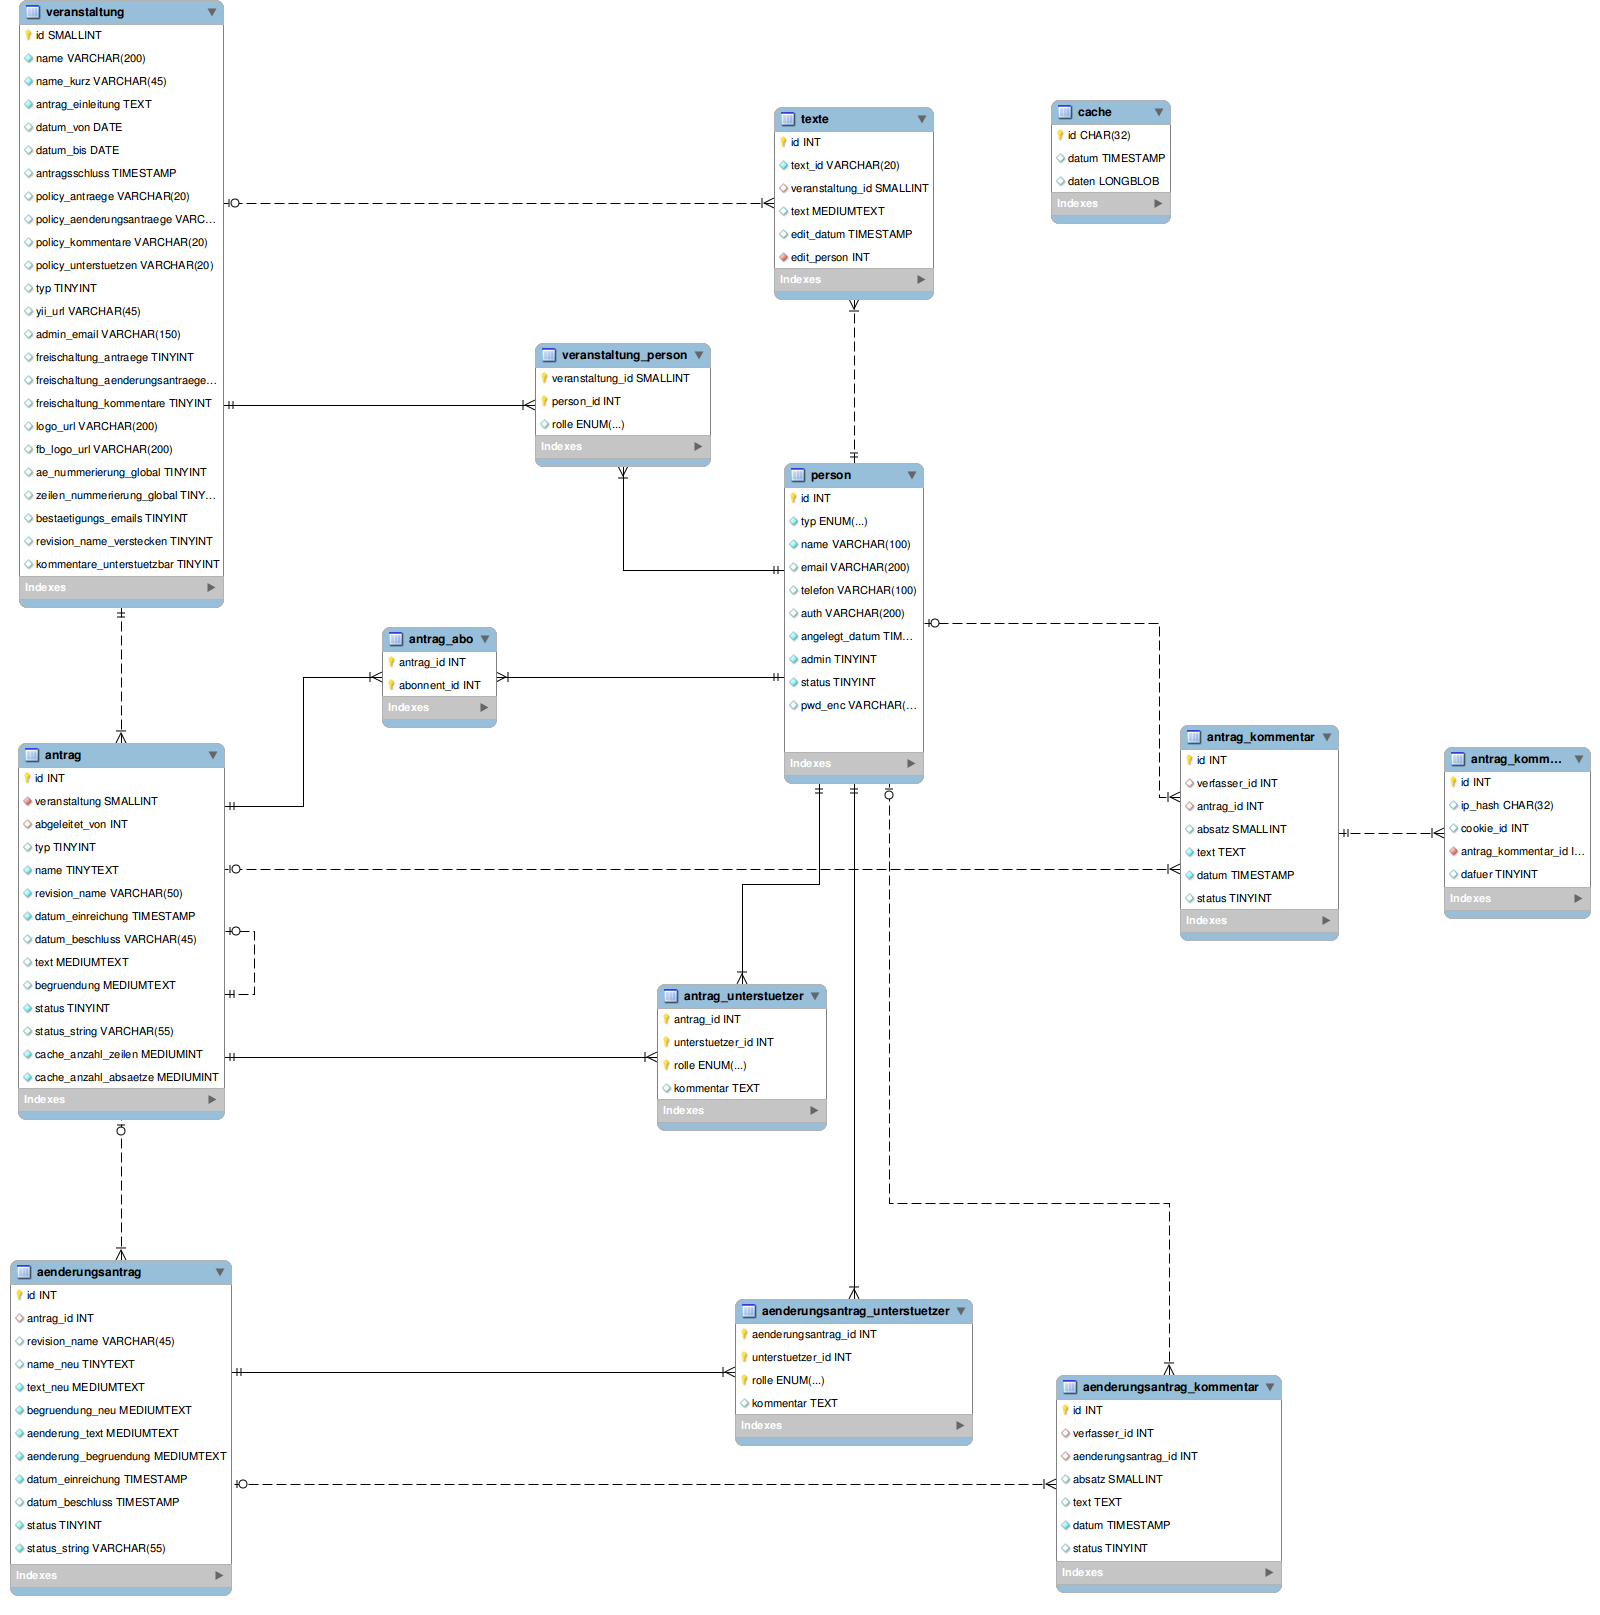 veranstaltung
id SMALLINT
name VARCHAR(200)
name_kurz VARCHAR(45)
antrag_einleitung TEXT
datum_von DATE
datum_bis DATE
antragsschluss TIMESTAMP
policy_antraege VARCHAR(20)
policy_aenderungsantraege VARC...
policy_kommentare VARCHAR(20)
policy_unterstuetzen VARCHAR(20)
typ TINYINT
yii_url VARCHAR(45)
admin_email VARCHAR(150)
freischaltung_antraege TINYINT
freischaltung_aenderungsantraege...
freischaltung_kommentare TINYINT
logo_url VARCHAR(200)
fb_logo_url VARCHAR(200)
ae_nummerierung_global TINYINT
zeilen_nummerierung_global TINY...
bestaetigungs_emails TINYINT
revision_name_verstecken TINYINT
kommentare_unterstuetzbar TINYINT
Indexes
texte
id INT
text_id VARCHAR(20)
veranstaltung_id SMALLINT
text MEDIUMTEXT
edit_datum TIMESTAMP
edit_person INT
Indexes
cache
id CHAR(32)
datum TIMESTAMP
daten LONGBLOB
Indexes
veranstaltung_person
veranstaltung_id SMALLINT
person_id INT
rolle ENUM(...)
Indexes
person
id INT
typ ENUM(...)
name VARCHAR(100)
email VARCHAR(200)
telefon VARCHAR(100)
auth VARCHAR(200)
angelegt_datum TIM...
admin TINYINT
status TINYINT
pwd_enc VARCHAR(...
Indexes
antrag_abo
antrag_id INT
abonnent_id INT
Indexes
antrag
id INT
veranstaltung SMALLINT
abgeleitet_von INT
typ TINYINT
name TINYTEXT
revision_name VARCHAR(50)
datum_einreichung TIMESTAMP
datum_beschluss VARCHAR(45)
text MEDIUMTEXT
begruendung MEDIUMTEXT
status TINYINT
status_string VARCHAR(55)
cache_anzahl_zeilen MEDIUMINT
cache_anzahl_absaetze MEDIUMINT
Indexes
antrag_kommentar
id INT
verfasser_id INT
antrag_id INT
absatz SMALLINT
text TEXT
datum TIMESTAMP
status TINYINT
Indexes
antrag_komm...
id INT
ip_hash CHAR(32)
cookie_id INT
antrag_kommentar_id I...
dafuer TINYINT
Indexes
antrag_unterstuetzer
antrag_id INT
unterstuetzer_id INT
rolle ENUM(...)
kommentar TEXT
Indexes
aenderungsantrag
id INT
antrag_id INT
revision_name VARCHAR(45)
name_neu TINYTEXT
text_neu MEDIUMTEXT
begruendung_neu MEDIUMTEXT
aenderung_text MEDIUMTEXT
aenderung_begruendung MEDIUMTEXT
datum_einreichung TIMESTAMP
datum_beschluss TIMESTAMP
status TINYINT
status_string VARCHAR(55)
Indexes
aenderungsantrag_unterstuetzer
aenderungsantrag_id INT
unterstuetzer_id INT
rolle ENUM(...)
kommentar TEXT
Indexes
aenderungsantrag_kommentar
id INT
verfasser_id INT
aenderungsantrag_id INT
absatz SMALLINT
text TEXT
datum TIMESTAMP
status TINYINT
Indexes